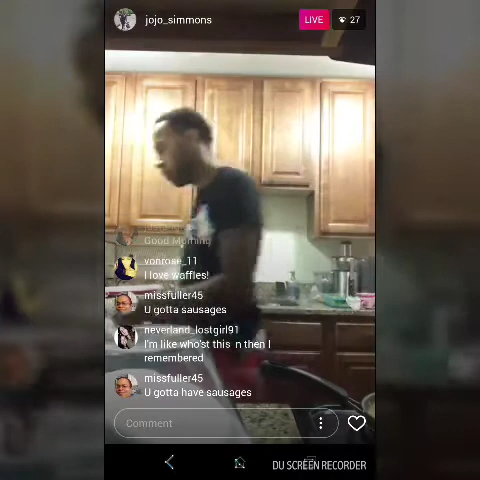 jojo_simmons
LIVE
27
Good Morning
vonrose_11
I love waffles!
missfuller45
U gotta sausages
neverland_lostgirl91
I'm like who'st this n then I
remembered
missfuller45
U gotta have sausages
Comment
DU SCREEN RECORDER